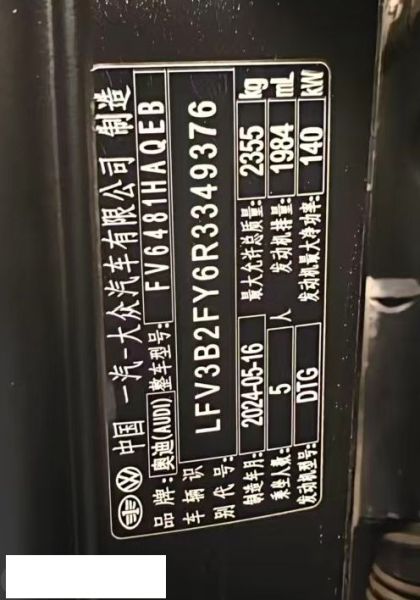 中国 一汽-大众汽车有限公司 制造
品牌: 奥迪(AUDI) 整车型号: FV6481HAQEB
车辆识别代号: LFV3B2FY6R3349376
制造年月: 2024-05-16 最大允许总质量: 2355 kg
乘坐人数: 5 人 发动机排量: 1984 mL
发动机型号: DTG 发动机最大净功率: 140 kW